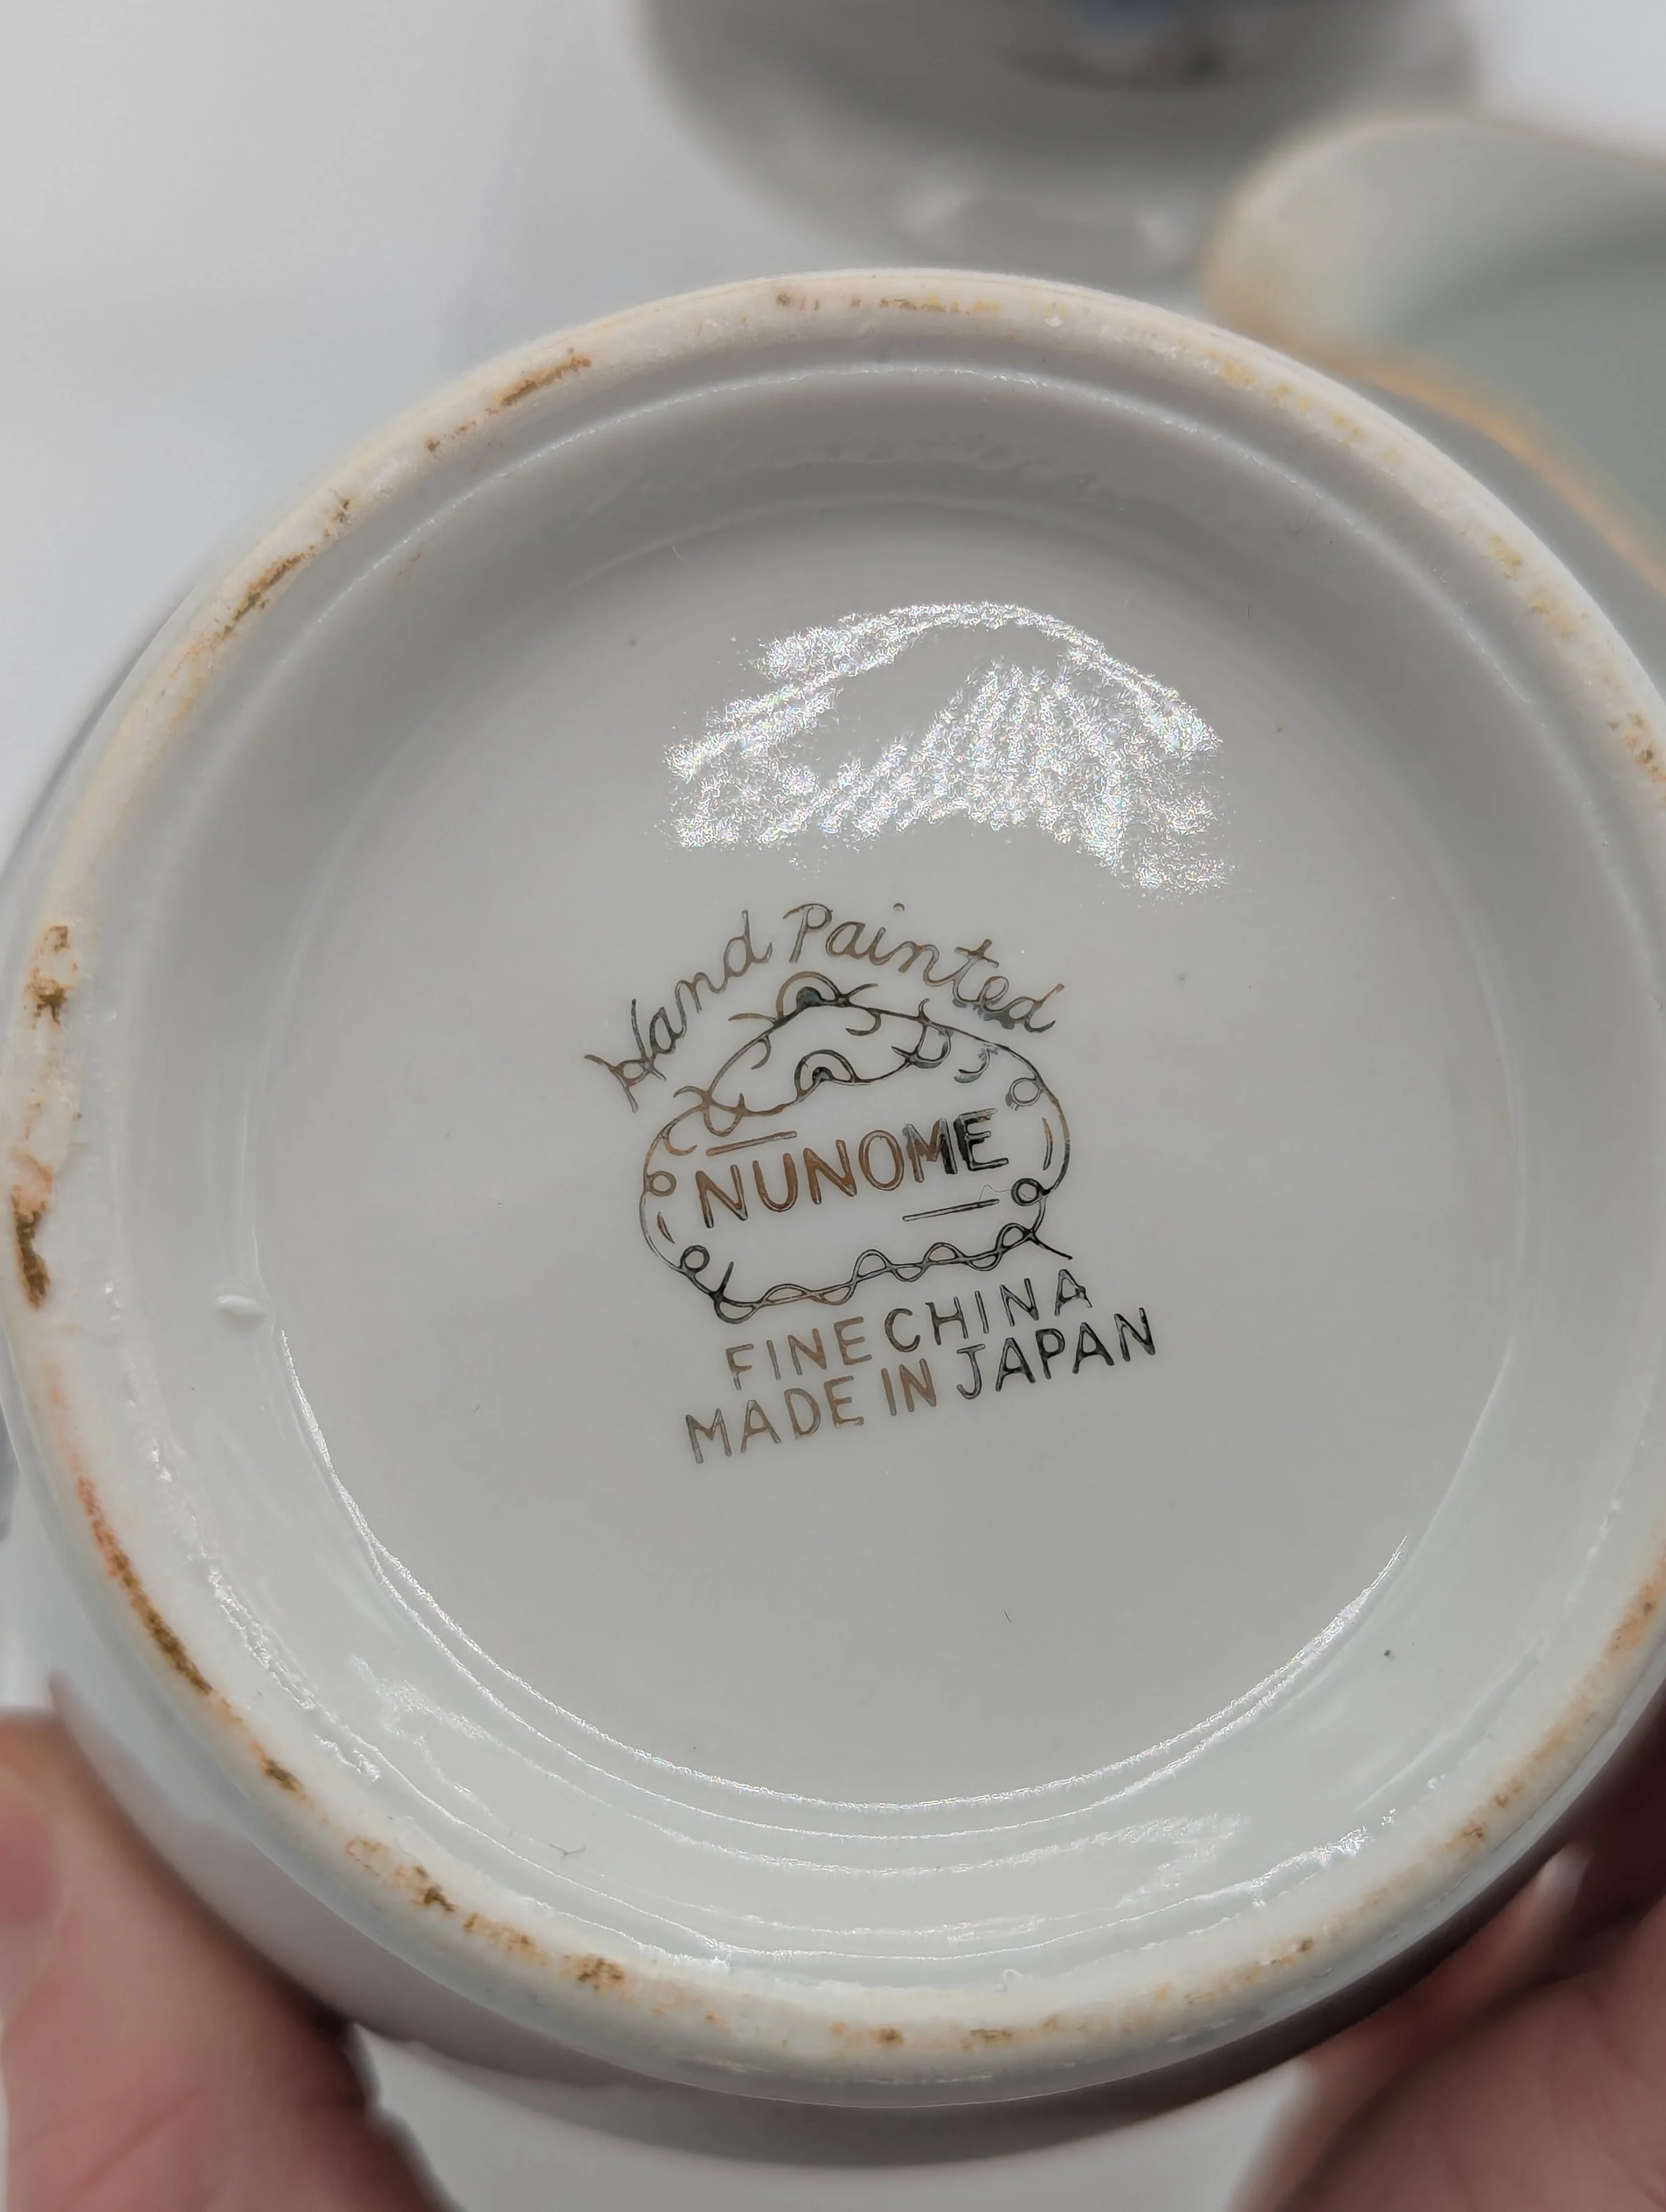 Hand Painted
NUNOME
FINE CHINA
MADE IN JAPAN